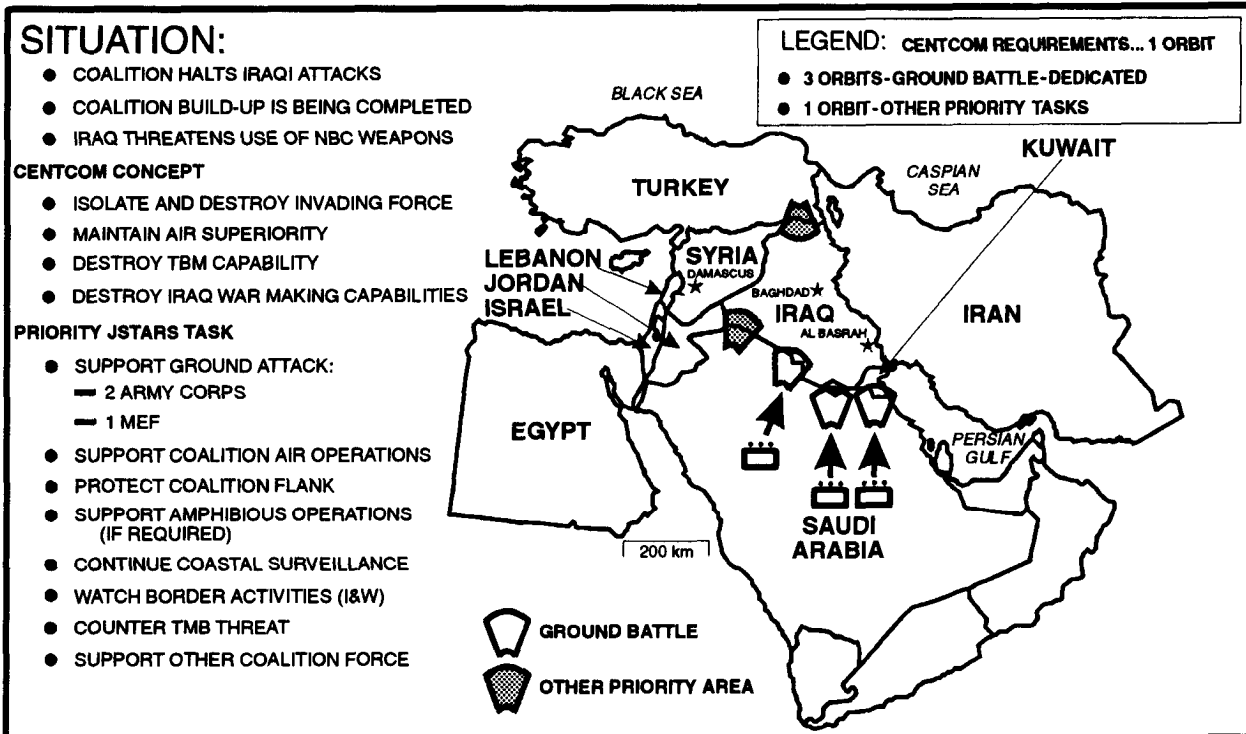 SITUATION:
● COALITION HALTS IRAQI ATTACKS
● COALITION BUILD-UP IS BEING COMPLETED
● IRAQ THREATENS USE OF NBC WEAPONS
CENTCOM CONCEPT
● ISOLATE AND DESTROY INVADING FORCE
● MAINTAIN AIR SUPERIORITY
● DESTROY TBM CAPABILITY
● DESTROY IRAQ WAR MAKING CAPABILITIES
PRIORITY JSTARS TASK
● SUPPORT GROUND ATTACK:
— 2 ARMY CORPS
— 1 MEF
● SUPPORT COALITION AIR OPERATIONS
● PROTECT COALITION FLANK
● SUPPORT AMPHIBIOUS OPERATIONS
(IF REQUIRED)
● CONTINUE COASTAL SURVEILLANCE
● WATCH BORDER ACTIVITIES (I&W)
● COUNTER TMB THREAT
● SUPPORT OTHER COALITION FORCE
LEGEND: CENTCOM REQUIREMENTS... 1 ORBIT
● 3 ORBITS-GROUND BATTLE-DEDICATED
● 1 ORBIT-OTHER PRIORITY TASKS
BLACK SEA
KUWAIT
CASPIAN
SEA
TURKEY
LEBANON
JORDAN
ISRAEL
SYRIA
DAMASCUS
BAGHDAD
IRAQ
AL BASRAH
IRAN
EGYPT
PERSIAN
GULF
SAUDI
ARABIA
200 km
GROUND BATTLE
OTHER PRIORITY AREA